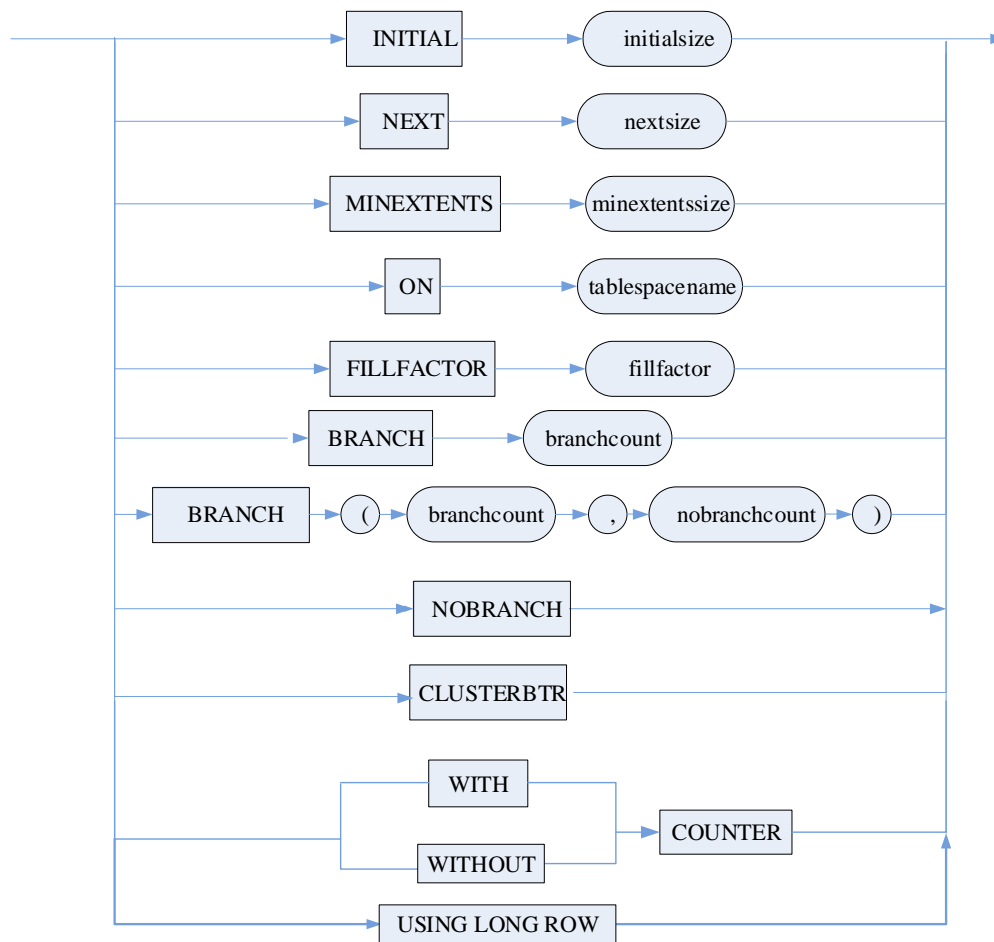 INITIAL initialsize
NEXT nextsize
MINEXTENTS minextentssize
ON tablespacename
FILLFACTOR fillfactor
BRANCH branchcount
BRANCH ( branchcount , nobranchcount )
NOBRANCH
CLUSTERBTR
WITH
COUNTER
WITHOUT
USING LONG ROW